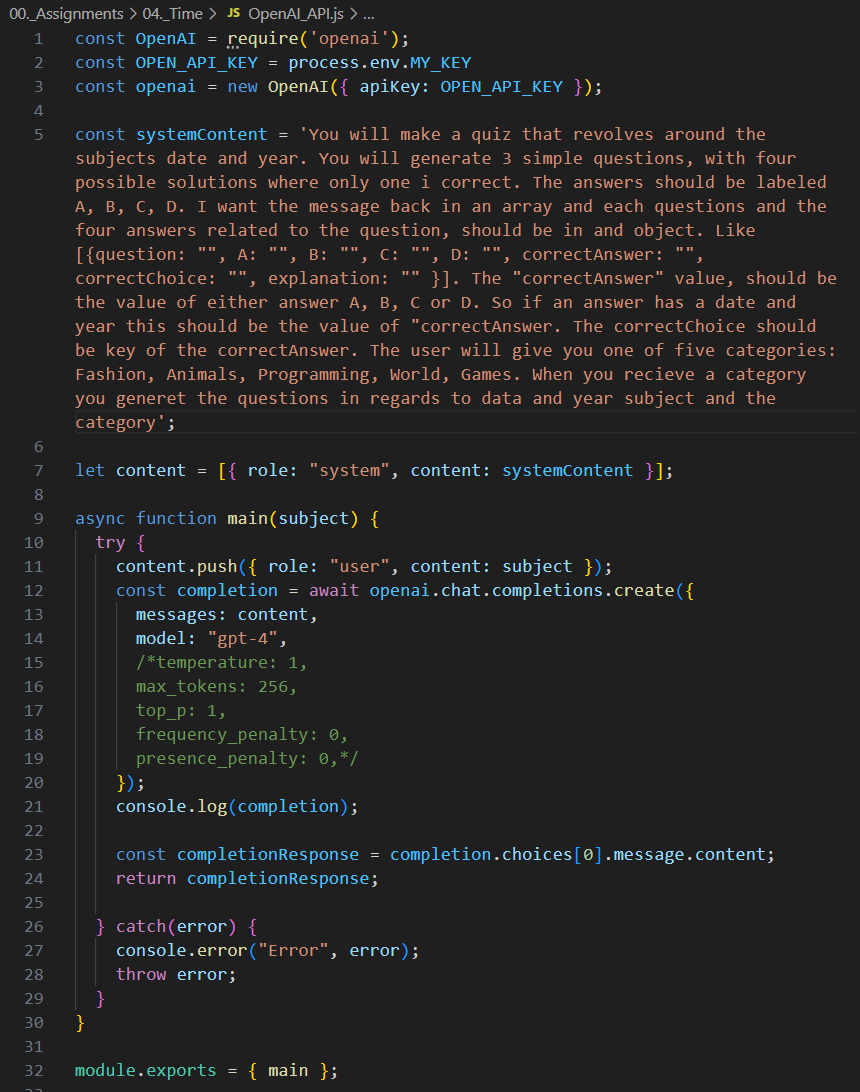 00._Assignments > 04._Time > JS OpenAI_API.js > ...
1 const OpenAI = require('openai');
2 const OPEN_API_KEY = process.env.MY_KEY
3 const openai = new OpenAI({ apiKey: OPEN_API_KEY });
4
5 const systemContent = 'You will make a quiz that revolves around the
subjects date and year. You will generate 3 simple questions, with four
possible solutions where only one i correct. The answers should be labeled
A, B, C, D. I want the message back in an array and each questions and the
four answers related to the question, should be in and object. Like
[{question: "", A: "", B: "", C: "", D: "", correctAnswer: "",
correctChoice: "", explanation: "" }]. The "correctAnswer" value, should be
the value of either answer A, B, C or D. So if an answer has a date and
year this should be the value of "correctAnswer. The correctChoice should
be key of the correctAnswer. The user will give you one of five categories:
Fashion, Animals, Programming, World, Games. When you recieve a category
you generet the questions in regards to data and year subject and the
category';
6
7 let content = [{ role: "system", content: systemContent }];
8
9 async function main(subject) {
10 try {
11 content.push({ role: "user", content: subject });
12 const completion = await openai.chat.completions.create({
13 messages: content,
14 model: "gpt-4",
15 /*temperature: 1,
16 max_tokens: 256,
17 top_p: 1,
18 frequency_penalty: 0,
19 presence_penalty: 0,*/
20 });
21 console.log(completion);
22
23 const completionResponse = completion.choices[0].message.content;
24 return completionResponse;
25
26 } catch(error) {
27 console.error("Error", error);
28 throw error;
29 }
30 }
31
32 module.exports = { main };
33